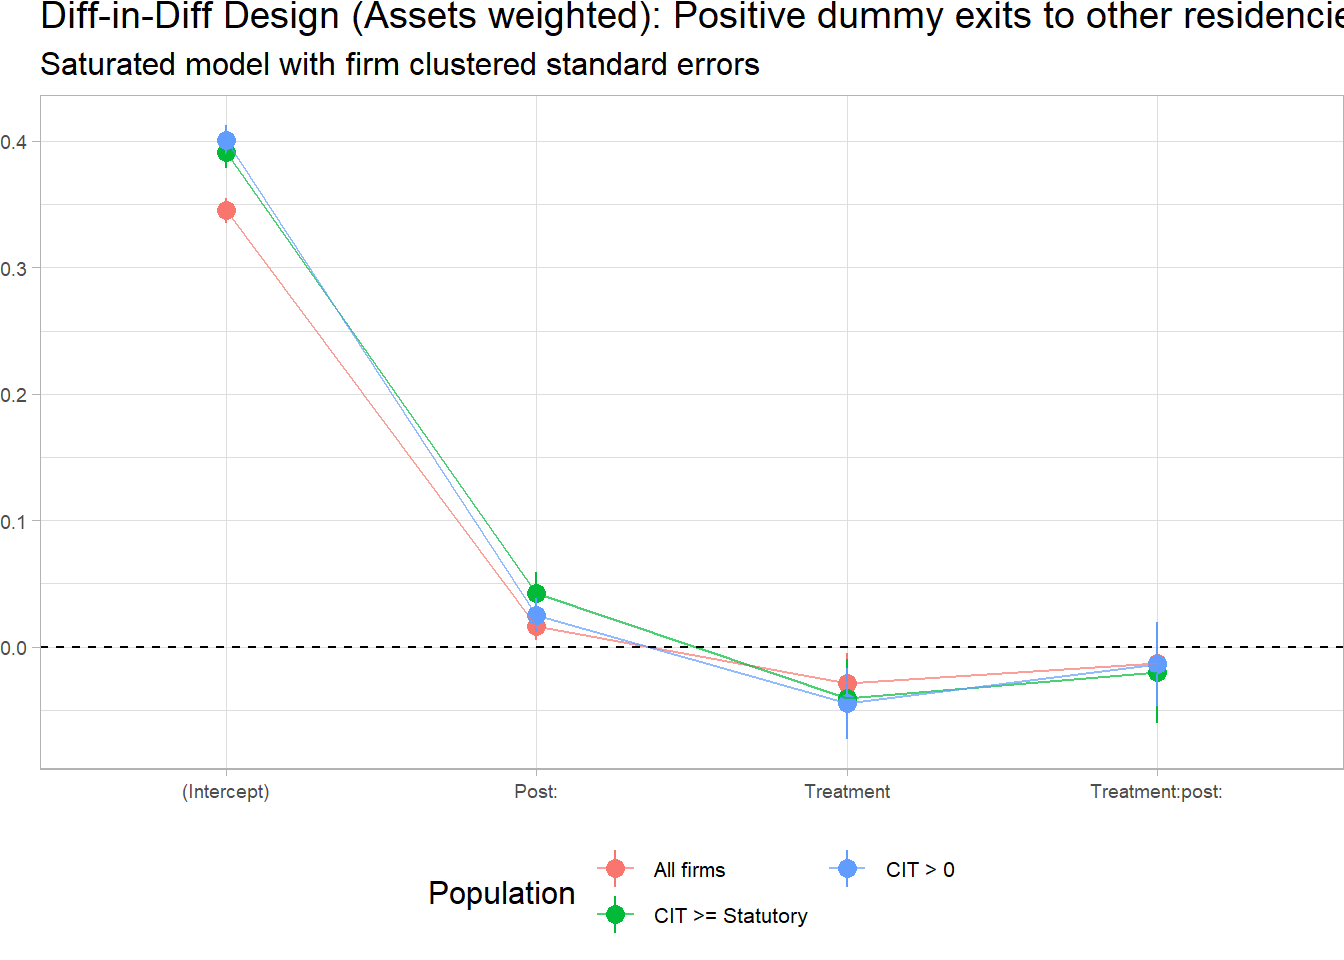 Diff-in-Diff Design (Assets weighted): Positive dummy exits to other residencie
Saturated model with firm clustered standard errors
0.4
0.3
0.2
0.1
0.0
(Intercept) Post: Treatment Treatment:post:
Population
All firms CIT > 0
CIT >= Statutory